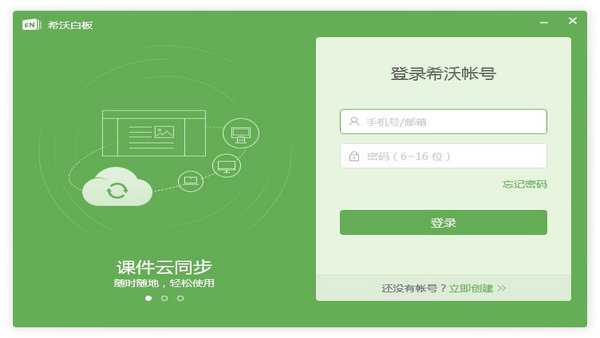 EN 希沃白板
登录希沃帐号
手机号/邮箱
密码（6-16 位）
忘记密码
登录
课件云同步
随时随地，轻松使用
还没有帐号？立即创建 >>